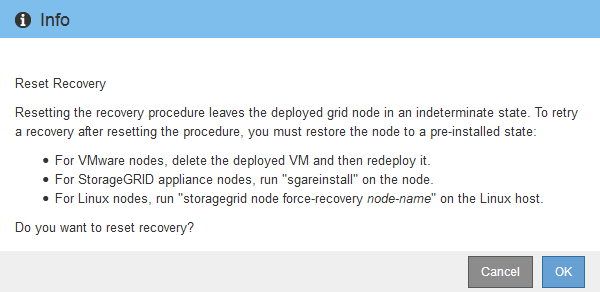 Info
Reset Recovery
Resetting the recovery procedure leaves the deployed grid node in an indeterminate state. To retry
a recovery after resetting the procedure, you must restore the node to a pre-installed state:
• For VMware nodes, delete the deployed VM and then redeploy it.
• For StorageGRID appliance nodes, run "sgareinstall" on the node.
• For Linux nodes, run "storagegrid node force-recovery node-name" on the Linux host.
Do you want to reset recovery?
Cancel OK